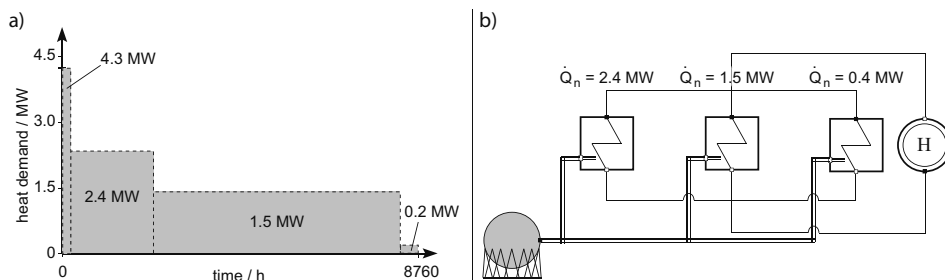 a)
heat demand / MW
4.5
3.0
1.5
0
4.3 MW
2.4 MW
1.5 MW
0.2 MW
0
time / h
8760
b)
Q̇n = 2.4 MW
Q̇n = 1.5 MW
Q̇n = 0.4 MW
H